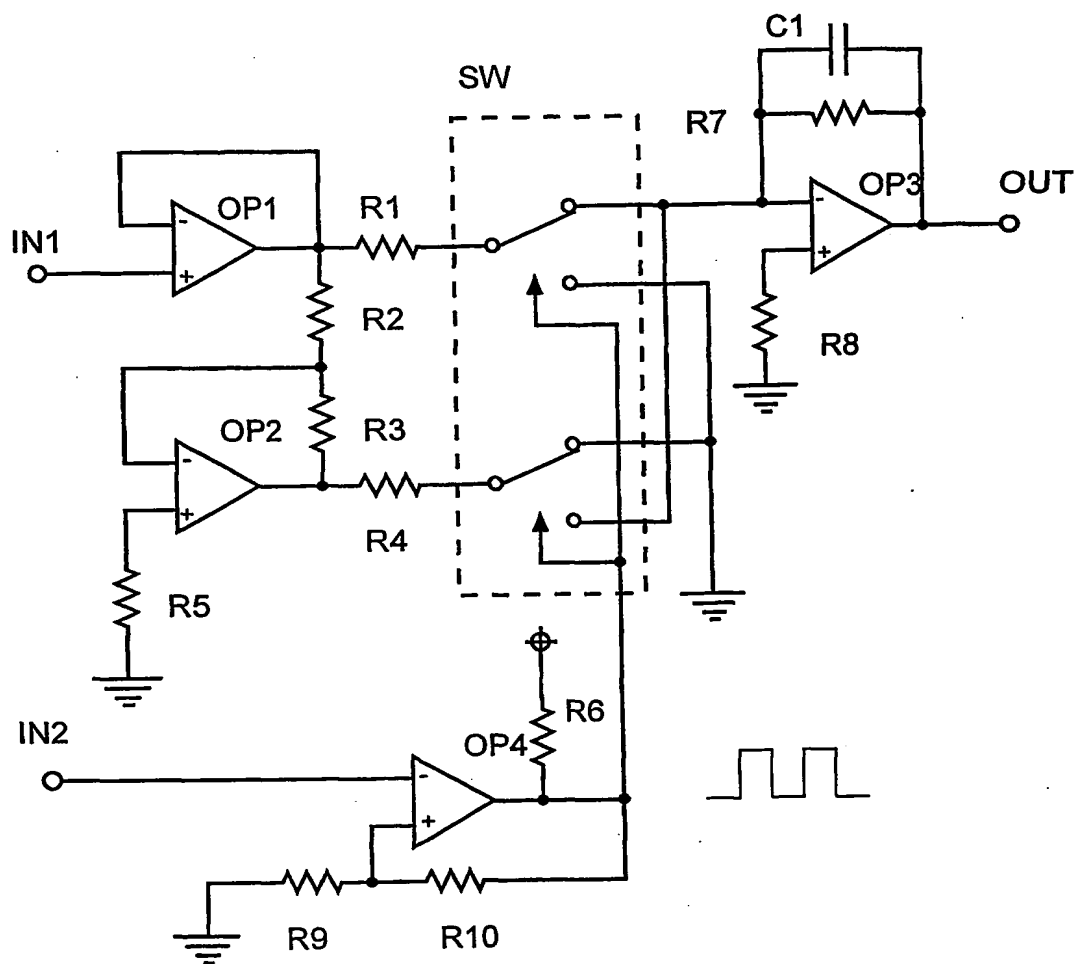 C1
SW
R7
OP3
OUT
-
+
OP1
R1
IN1
-
+
R2
R8
OP2
R3
-
+
R4
R5
R6
IN2
OP4
-
+
R9
R10